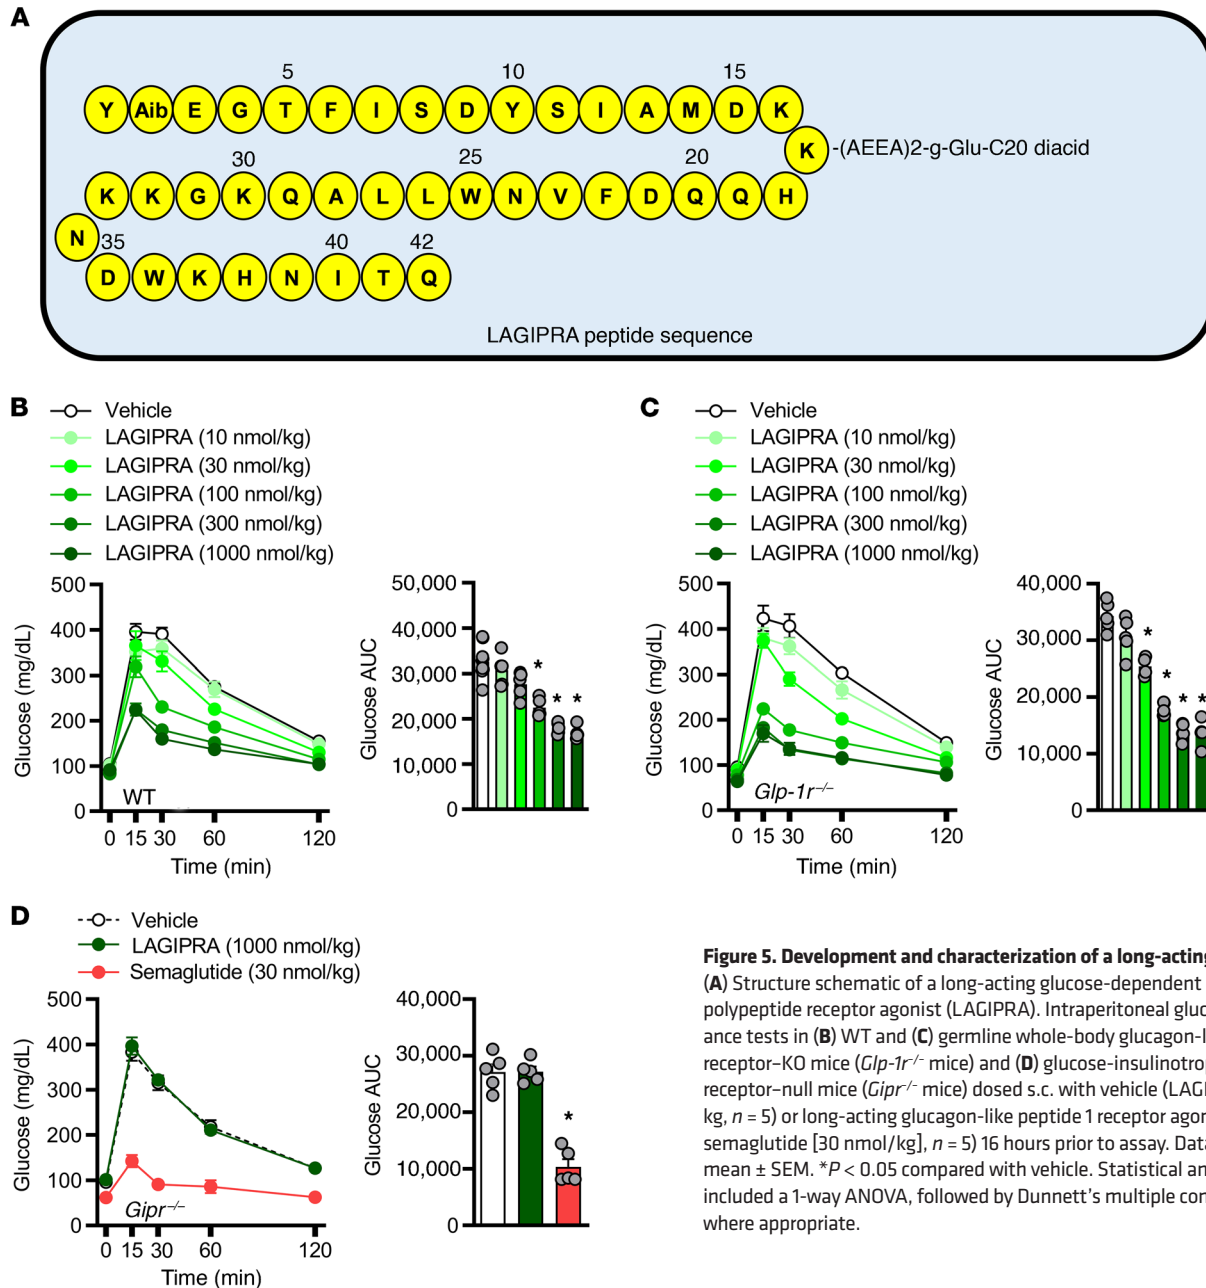 A
5 10 15
Y Aib E G T F I S D Y S I A M D K
K -(AEEA)2-g-Glu-C20 diacid
30 25 20
K K G K Q A L L W N V F D Q Q H
N
35 40 42
D W K H N I T Q
LAGIPRA peptide sequence
B
Vehicle
LAGIPRA (10 nmol/kg)
LAGIPRA (30 nmol/kg)
LAGIPRA (100 nmol/kg)
LAGIPRA (300 nmol/kg)
LAGIPRA (1000 nmol/kg)
Glucose (mg/dL)
500
400
300
200
100
0
WT
0 15 30 60 120
Time (min)
Glucose AUC
50,000
40,000
30,000
20,000
10,000
0
* * *
C
Vehicle
LAGIPRA (10 nmol/kg)
LAGIPRA (30 nmol/kg)
LAGIPRA (100 nmol/kg)
LAGIPRA (300 nmol/kg)
LAGIPRA (1000 nmol/kg)
Glucose (mg/dL)
500
400
300
200
100
0
Glp-1r–/–
0 15 30 60 120
Time (min)
Glucose AUC
40,000
30,000
20,000
10,000
0
* * * *
D
Vehicle
LAGIPRA (1000 nmol/kg)
Semaglutide (30 nmol/kg)
Glucose (mg/dL)
500
400
300
200
100
0
Gipr–/–
0 15 30 60 120
Time (min)
Glucose AUC
40,000
30,000
20,000
10,000
0
*
Figure 5. Development and characterization of a long-acting
(A) Structure schematic of a long-acting glucose-dependent
polypeptide receptor agonist (LAGIPRA). Intraperitoneal gluc
ance tests in (B) WT and (C) germline whole-body glucagon-l
receptor–KO mice (Glp-1r–/– mice) and (D) glucose-insulinotrop
receptor–null mice (Gipr–/– mice) dosed s.c. with vehicle (LAGI
kg, n = 5) or long-acting glucagon-like peptide 1 receptor agor
semaglutide [30 nmol/kg], n = 5) 16 hours prior to assay. Data
mean ± SEM. *P < 0.05 compared with vehicle. Statistical an
included a 1-way ANOVA, followed by Dunnett's multiple con
where appropriate.